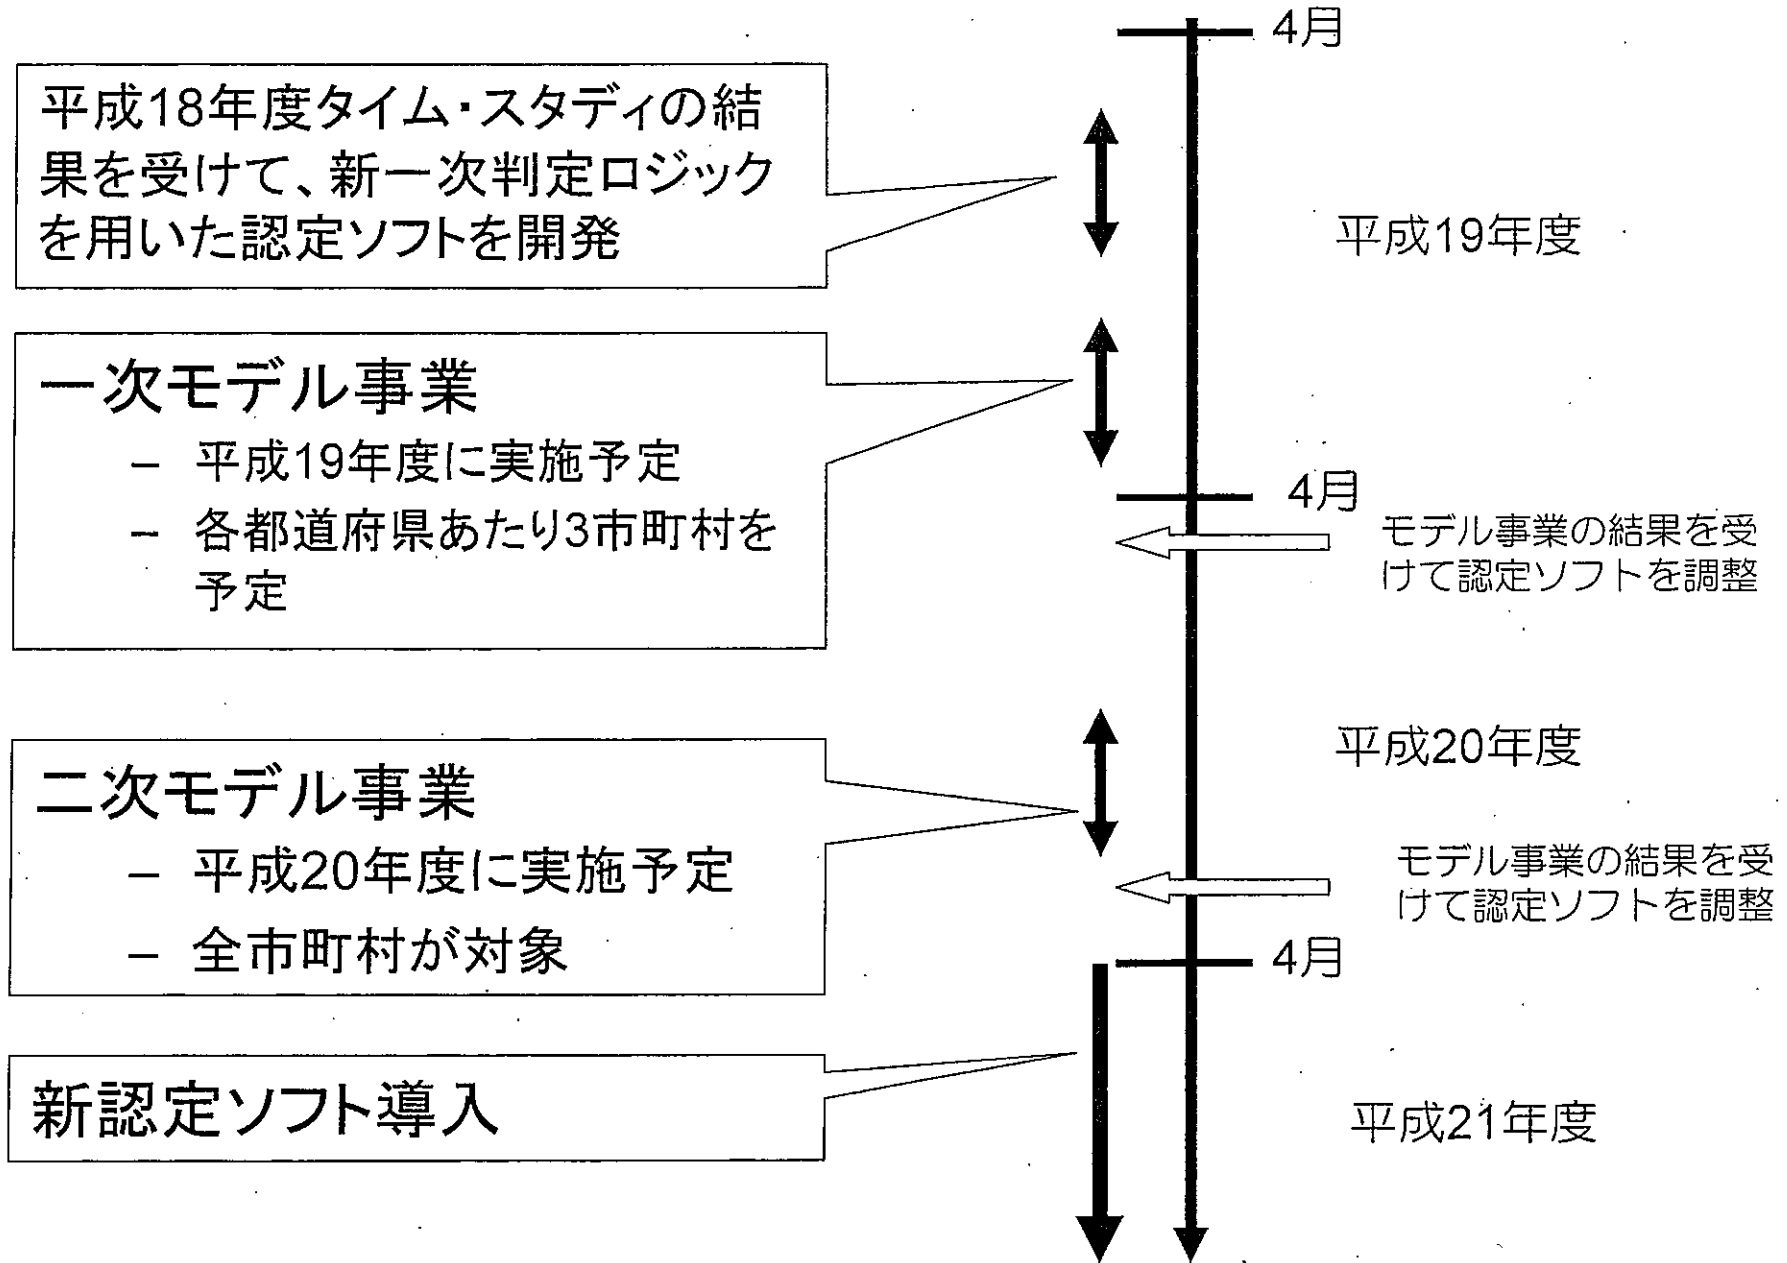 4月
平成18年度タイム・スタディの結
果を受けて、新一次判定ロジック
を用いた認定ソフトを開発
平成19年度
一次モデル事業
– 平成19年度に実施予定
– 各都道府県あたり3市町村を
予定
4月
モデル事業の結果を受
けて認定ソフトを調整
二次モデル事業
– 平成20年度に実施予定
– 全市町村が対象
平成20年度
モデル事業の結果を受
けて認定ソフトを調整
4月
新認定ソフト導入
平成21年度